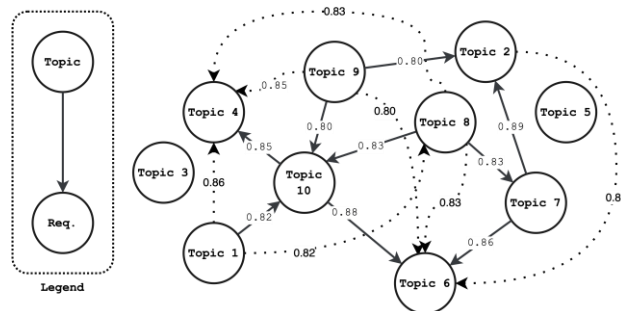 0.83
Topic
Topic 2
Topic 9
0.80
0.85
0.80
Topic 4
Topic 8
Topic 5
0.80
0.89
0.85
0.83
0.83
Topic 3
Topic
10
0.86
Topic 7
0.8
0.83
0.82
0.88
Req.
0.86
Topic 1
0.82
Topic 6
Legend